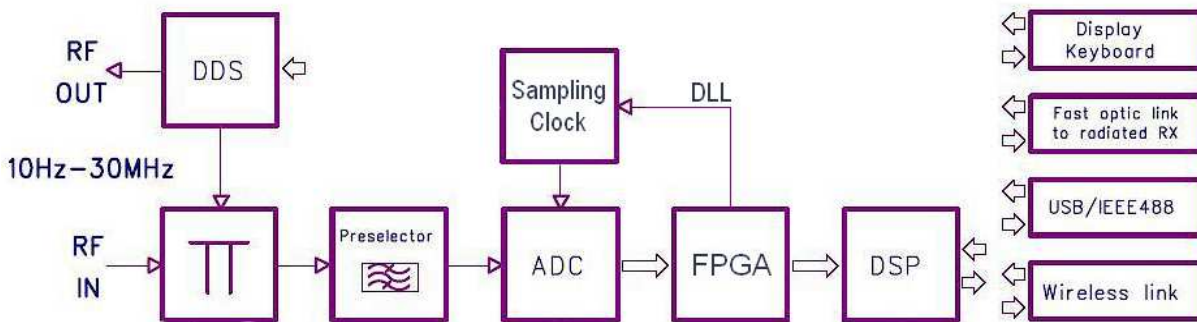 RF
OUT
DDS
10Hz-30MHz
RF
IN
Preselector
Sampling
Clock
DLL
ADC
FPGA
DSP
Display
Keyboard
Fast optic link
to radiated RX
USB/IEEE488
Wireless link